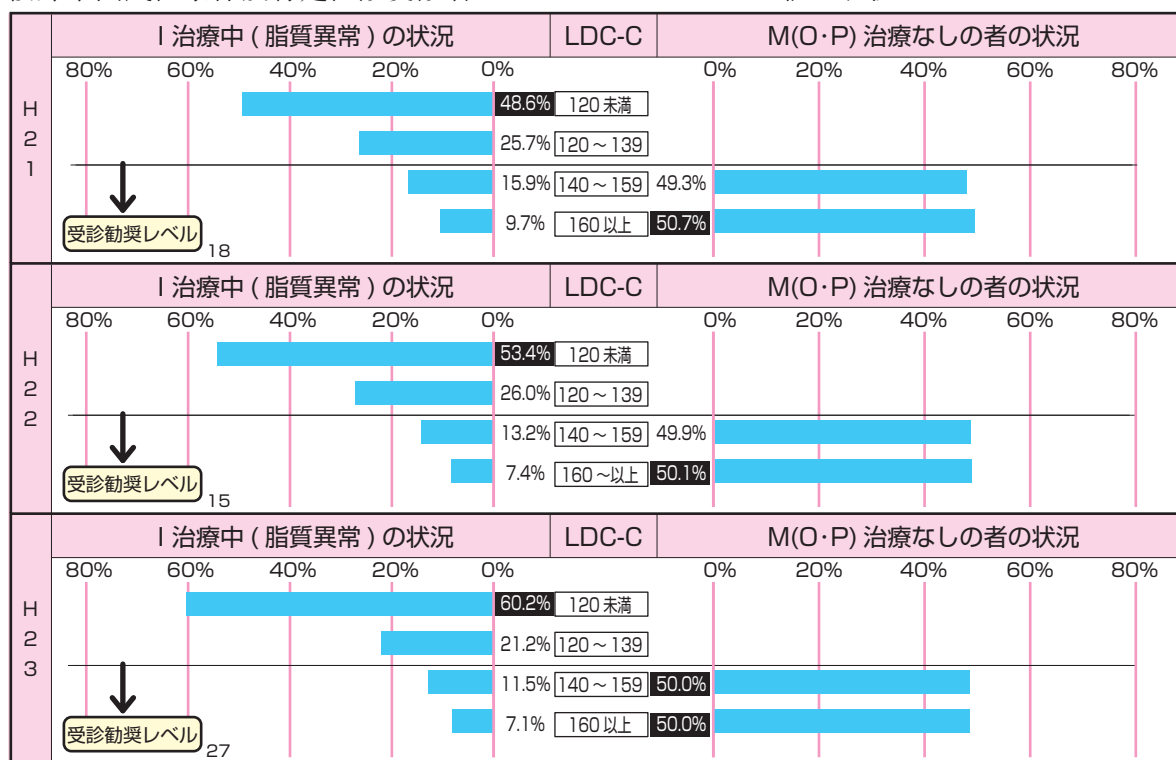 I 治療中 ( 脂質異常 ) の状況 LDC-C M(O・P) 治療なしの者の状況
80% 60% 40% 20% 0% 0% 20% 40% 60% 80%
H21
48.6% 120 未満
25.7% 120～139
15.9% 140～159 49.3%
9.7% 160 以上 50.7%
受診勧奨レベル 18
I 治療中 ( 脂質異常 ) の状況 LDC-C M(O・P) 治療なしの者の状況
80% 60% 40% 20% 0% 0% 20% 40% 60% 80%
H22
53.4% 120 未満
26.0% 120～139
13.2% 140～159 49.9%
7.4% 160～以上 50.1%
受診勧奨レベル 15
I 治療中 ( 脂質異常 ) の状況 LDC-C M(O・P) 治療なしの者の状況
80% 60% 40% 20% 0% 0% 20% 40% 60% 80%
H23
60.2% 120 未満
21.2% 120～139
11.5% 140～159 50.0%
7.1% 160 以上 50.0%
受診勧奨レベル 27